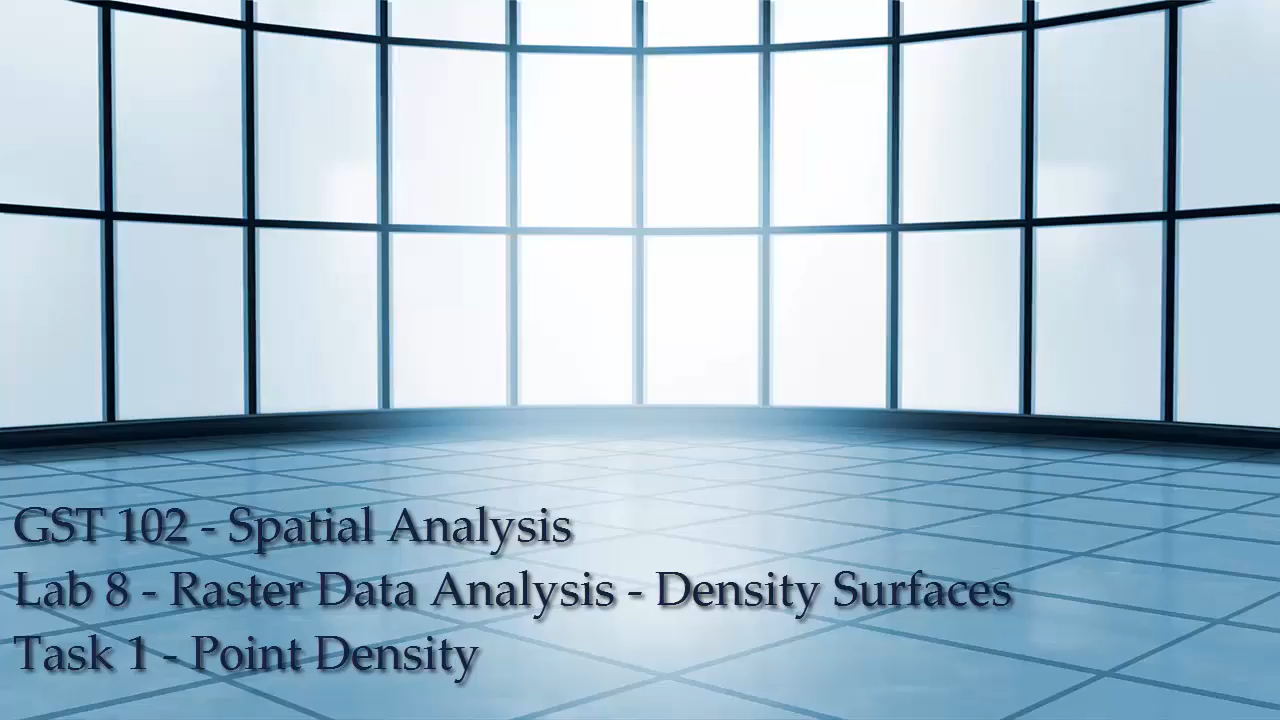 GST 102 - Spatial Analysis
Lab 8 - Raster Data Analysis - Density Surfaces
Task 1 - Point Density